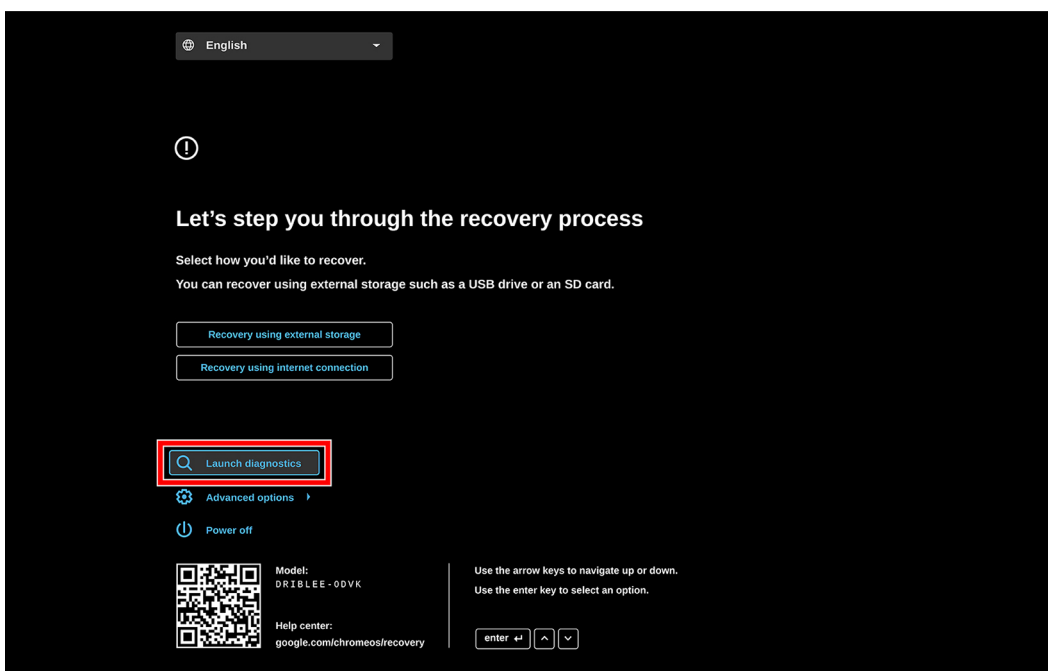 English
Let’s step you through the recovery process
Select how you’d like to recover.
You can recover using external storage such as a USB drive or an SD card.
Recovery using external storage
Recovery using internet connection
Launch diagnostics
Advanced options
Power off
Model:
DRIBLEE-ODVK
Help center:
google.com/chromeos/recovery
Use the arrow keys to navigate up or down.
Use the enter key to select an option.
enter